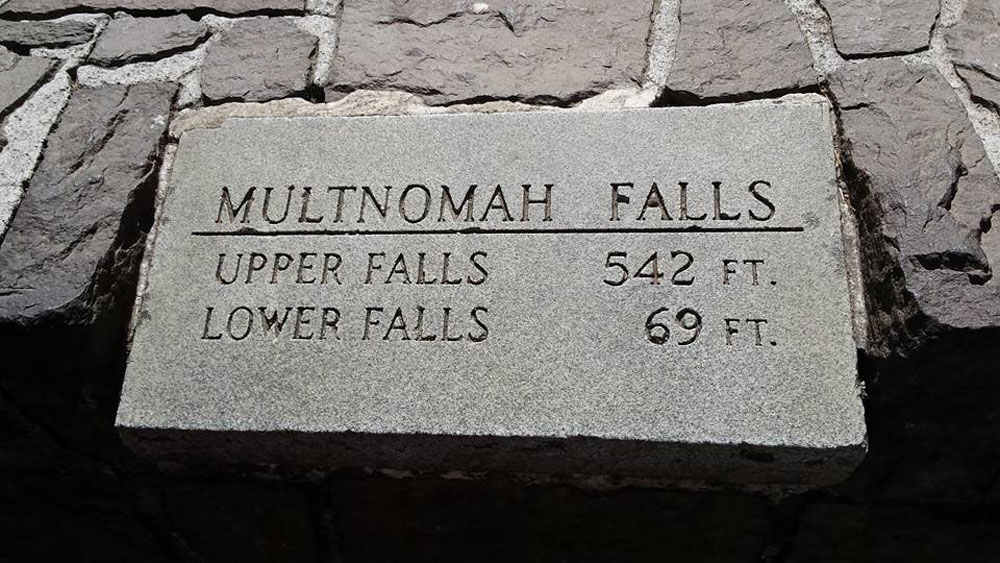 MULTNOMAH FALLS
UPPER FALLS 542 FT.
LOWER FALLS 69 FT.